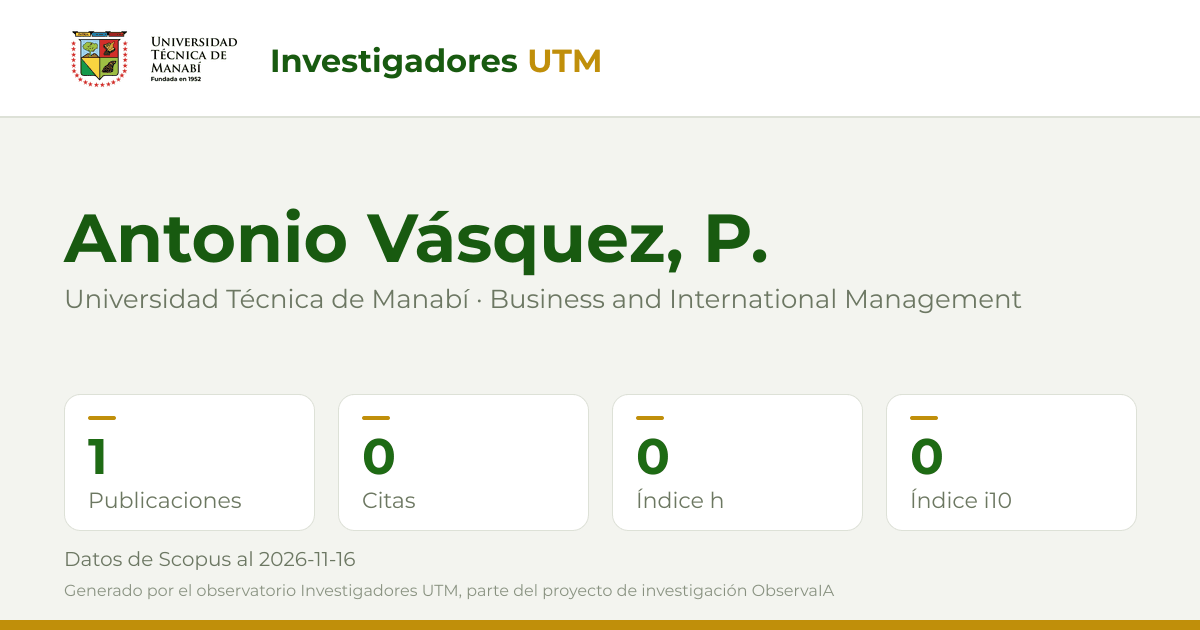 UNIVERSIDAD
TÉCNICA DE
MANABÍ
Fundada en 1952
Investigadores UTM
Antonio Vásquez, P.
Universidad Técnica de Manabí · Business and International Management
1
Publicaciones
0
Citas
0
Índice h
0
Índice i10
Datos de Scopus al 2026-11-16
Generado por el observatorio Investigadores UTM, parte del proyecto de investigación ObservaIA